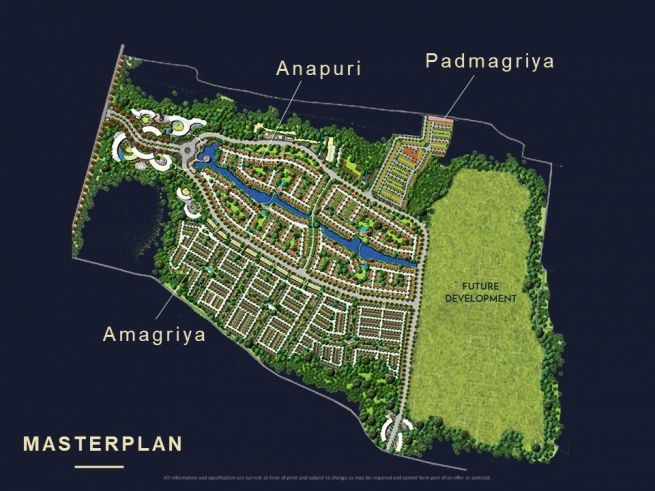 Padmagriya
Anapuri
FUTURE
DEVELOPMENT
Amagriya
MASTERPLAN
All information and specification are current at time of print and subject to change as may be required and cannot form part of an offer or contract.